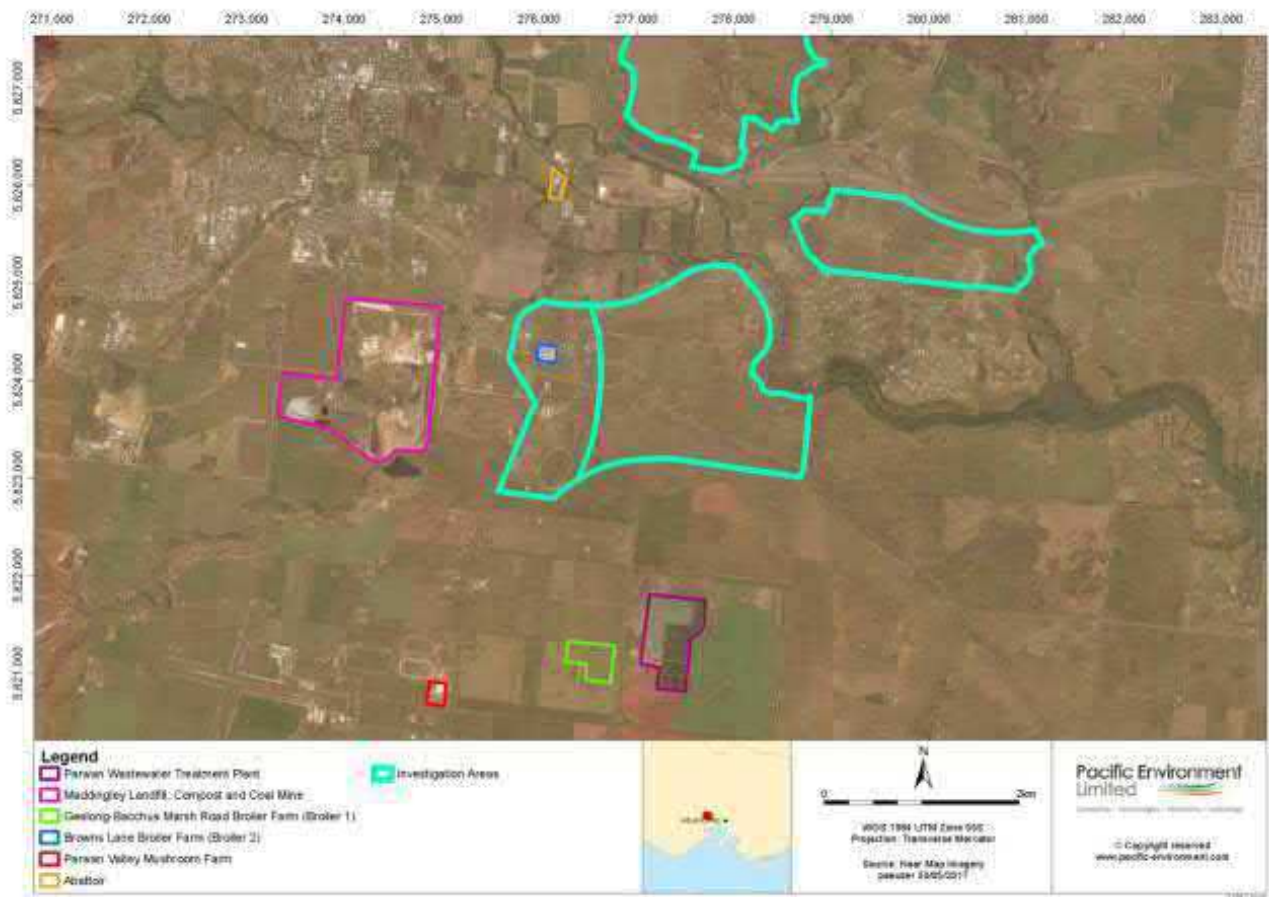 271.000 272.000 273.000 274.000 275.000 276.000 277.000 278.000 279.000 280.000 281.000 282.000 283.000
5.827.000
5.826.000
5.825.000
5.824.000
5.823.000
5.822.000
5.821.000
Legend
Parwan Wastewater Treatment Plant
Maddingley Landfill, Compost and Coal Mine
Geelong-Bacchus Marsh Road Broiler Farm (Broiler 1)
Browns Lane Broiler Farm (Broiler 2)
Parwan Valley Mushroom Farm
Abattoir
Investigation Areas
N
0 2km
WGS 1984 UTM Zone 55S
Projection: Transverse Mercator
Source: Near Map Imagery
Pacific Environment
Limited
© Copyright reserved
www.pacific-environment.com